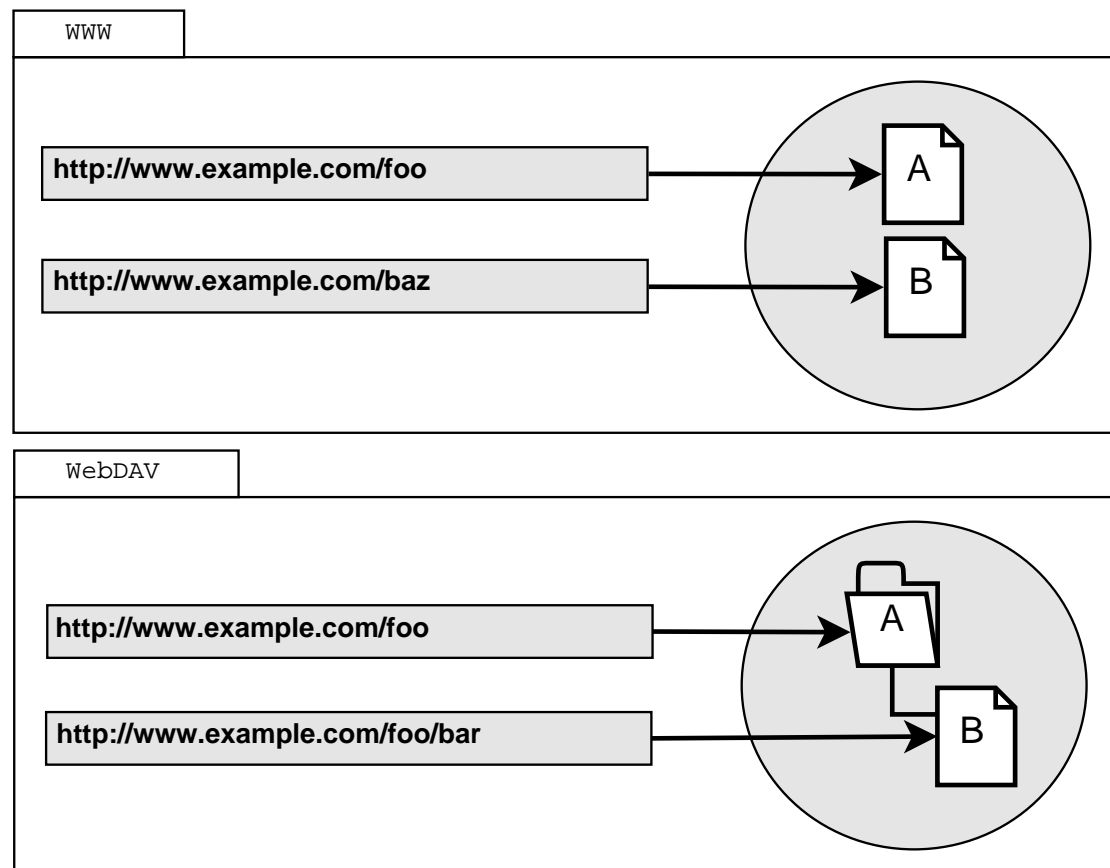 WWW
http://www.example.com/foo
A
http://www.example.com/baz
B
WebDAV
http://www.example.com/foo
A
http://www.example.com/foo/bar
B